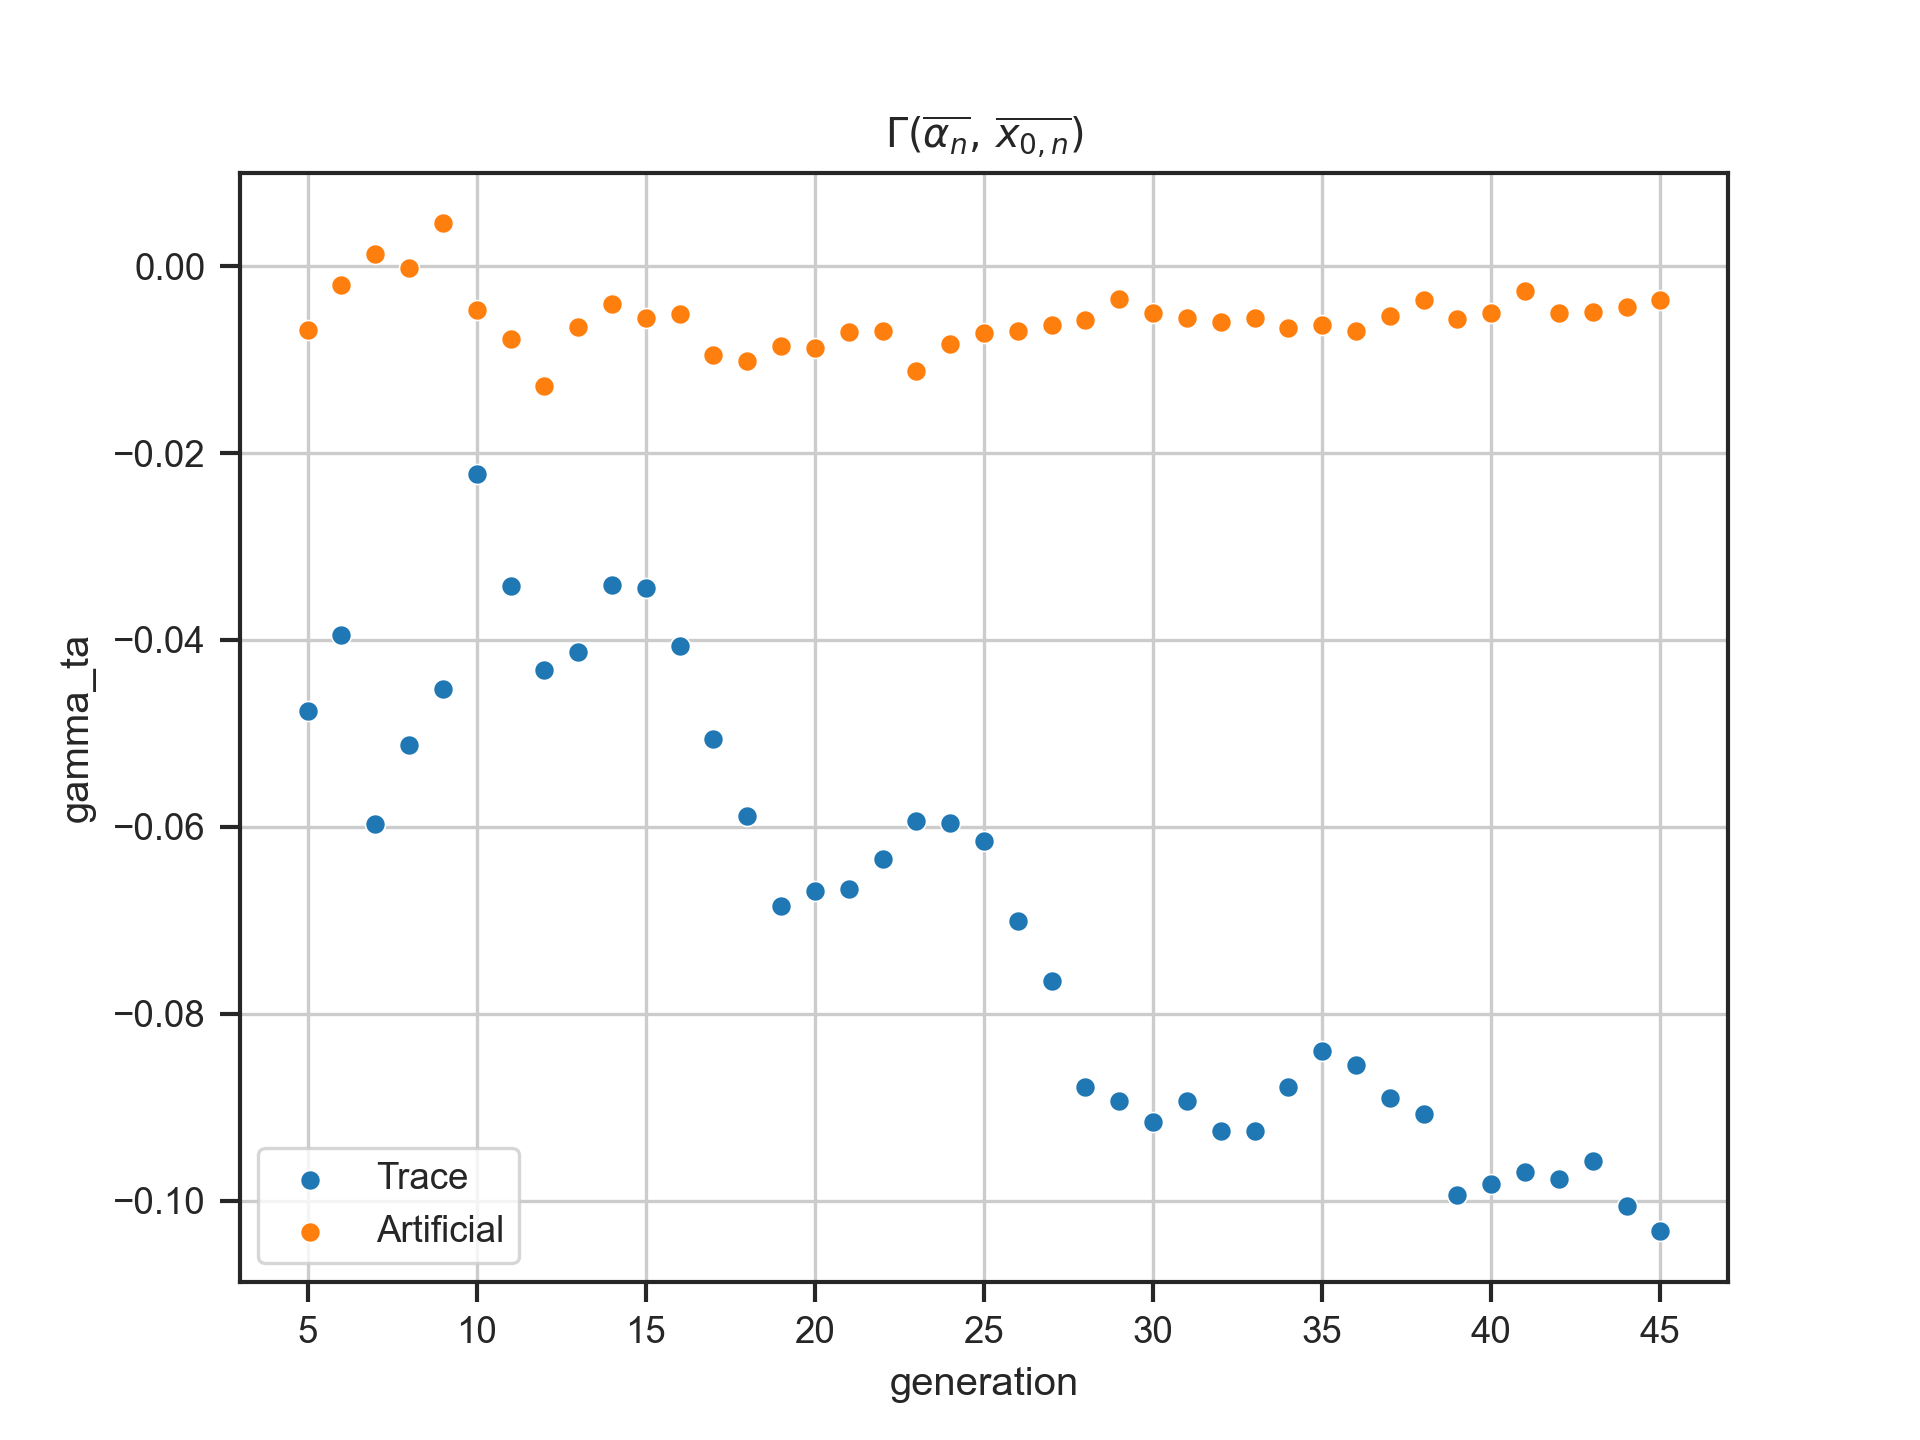 Γ(α̅ₙ, x̅₀,ₙ)
0.00
−0.02
−0.04
−0.06
−0.08
−0.10
gamma_ta
Trace
Artificial
5 10 15 20 25 30 35 40 45
generation